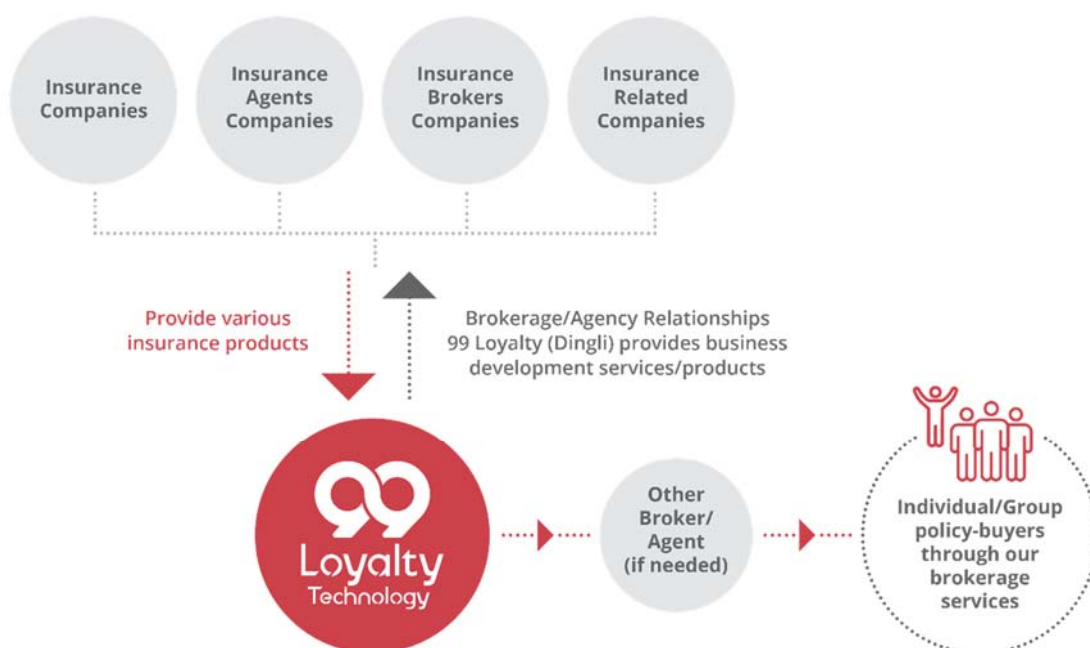 Insurance
Companies
Insurance
Agents
Companies
Insurance
Brokers
Companies
Insurance
Related
Companies
Provide various
insurance products
Brokerage/Agency Relationships
99 Loyalty (Dingli) provides business
development services/products
99
Loyalty
Technology
Other
Broker/
Agent
(if needed)
Individual/Group
policy-buyers
through our
brokerage
services